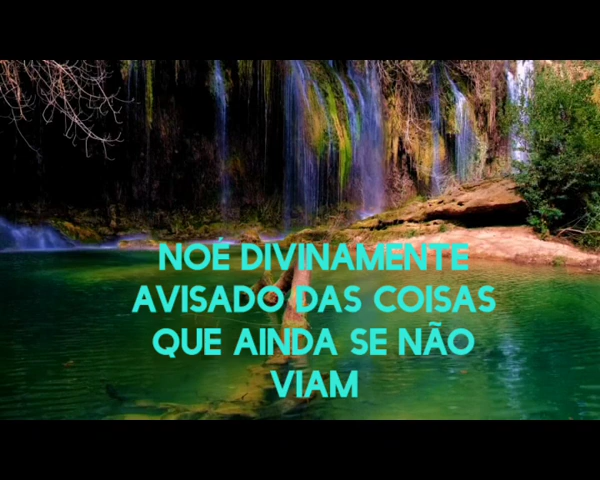 NOÉ DIVINAMENTE
AVISADO DAS COISAS
QUE AINDA SE NÃO
VIAM